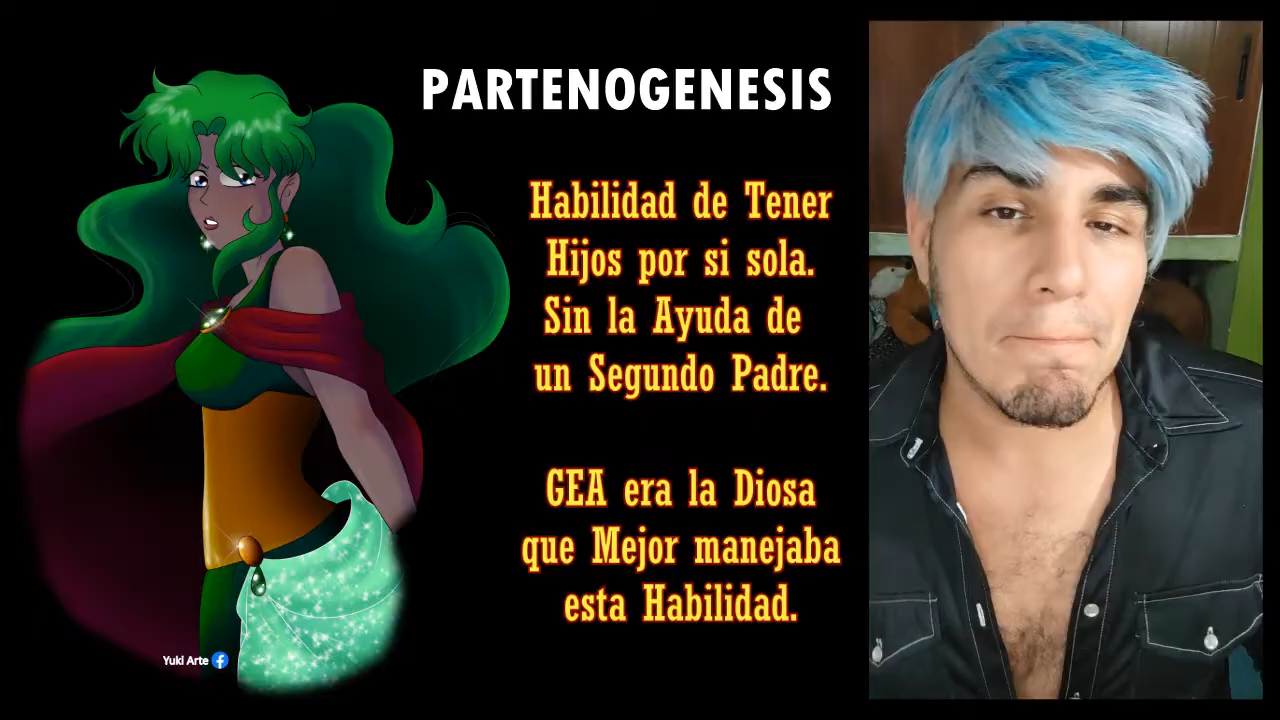 PARTENOGENESIS
Habilidad de Tener
Hijos por si sola.
Sin la Ayuda de
un Segundo Padre.
GEA era la Diosa
que Mejor manejaba
esta Habilidad.
Yuki Arte